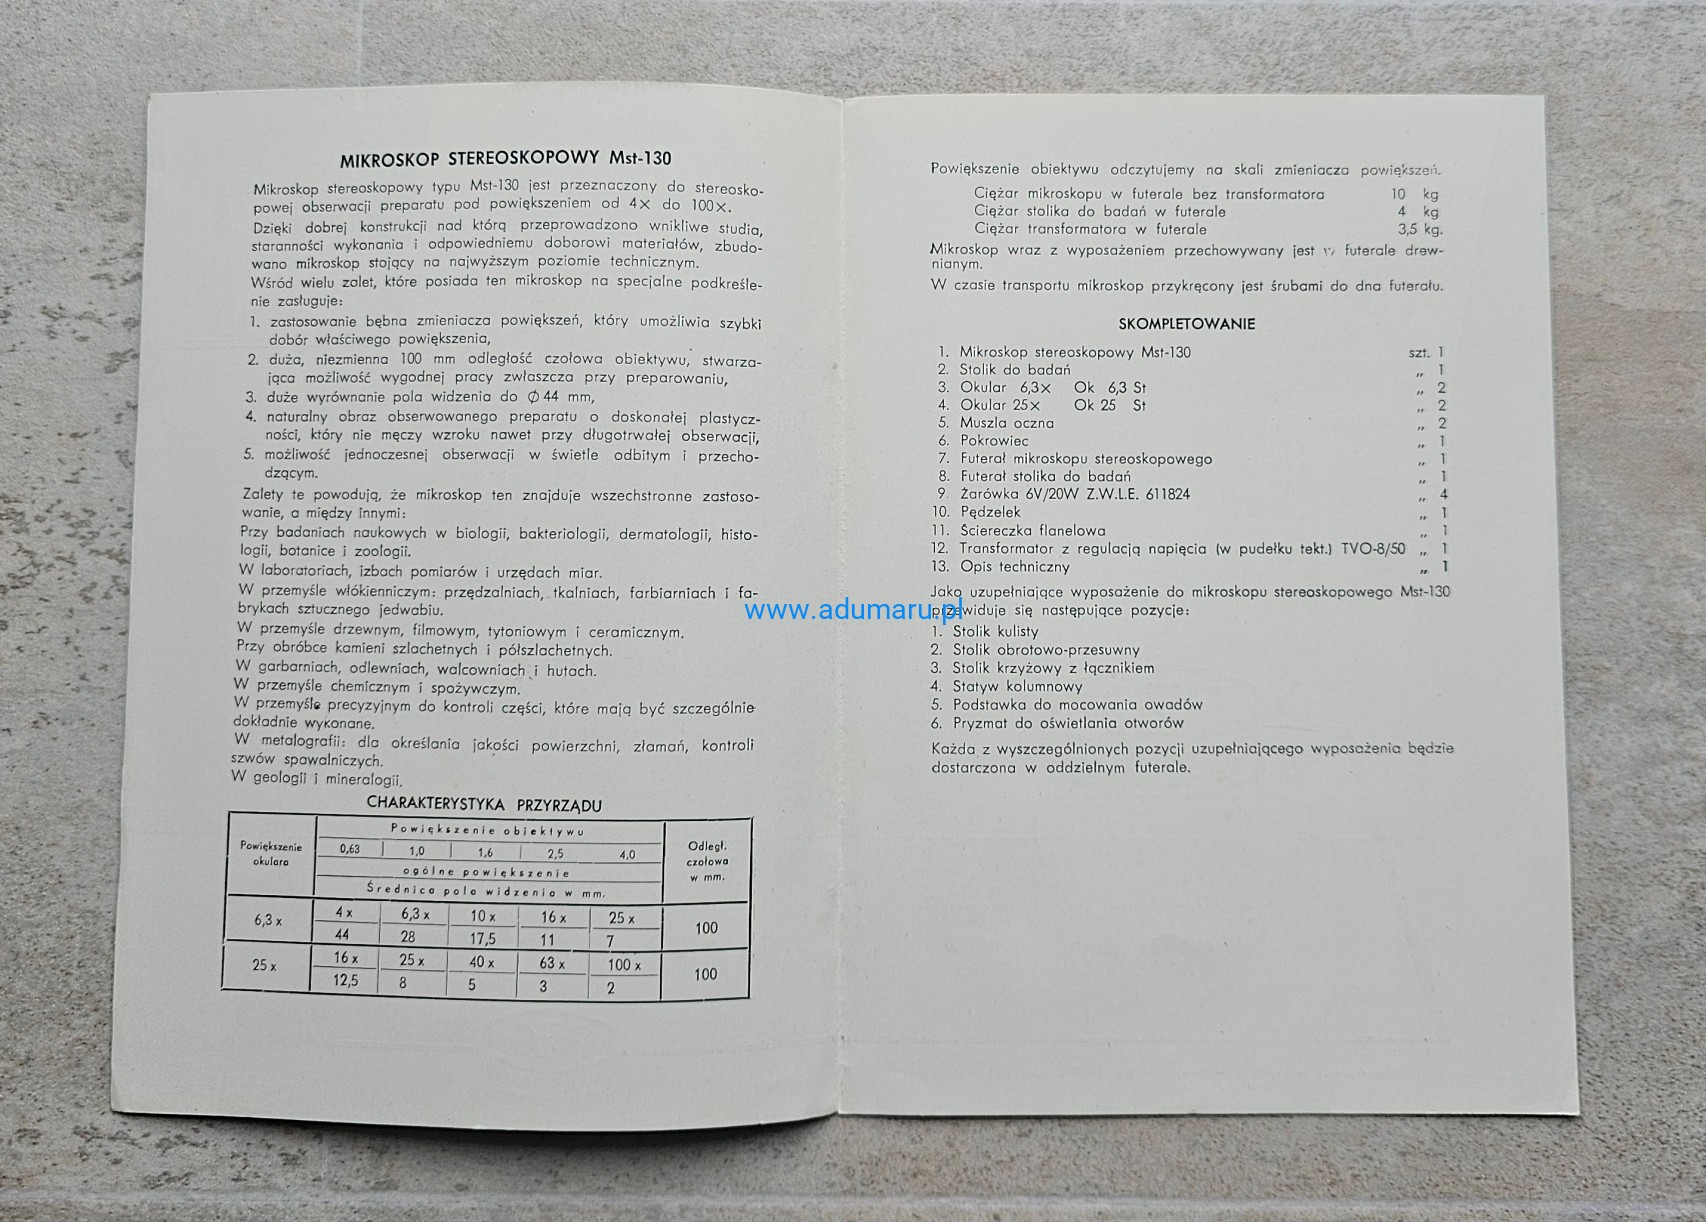 MIKROSKOP STEREOSKOPOWY Mst-130
Mikroskop stereoskopowy typu Mst-130 jest przeznaczony do stereosko-
powej obserwacji preparatu pod powiększeniem od 4x do 100x.
Dzięki dobrej konstrukcji nad którą przeprowadzono wnikliwe studia,
staranności wykonania i odpowiedniemu doborowi materiałów, zbudo-
wano mikroskop stojący na najwyższym poziomie technicznym.
Wśród wielu zalet, które posiada ten mikroskop na specjalne podkreśle-
nie zasługuje:
1. zastosowanie bębna zmieniacza powiększeń, który umożliwia szybki
dobór właściwego powiększenia,
2. duża, niezmienna 100 mm odległość czołowa obiektywu, stwarza-
jąca możliwość wygodnej pracy zwłaszcza przy preparowaniu,
3. duże wyrównanie pola widzenia do ∅ 44 mm,
4. naturalny obraz obserwowanego preparatu o doskonałej plastycz-
ności, który nie męczy wzroku nawet przy długotrwałej obserwacji,
5. możliwość jednoczesnej obserwacji w świetle odbitym i przecho-
dzącym.
Zalety te powodują, że mikroskop ten znajduje wszechstronne zastoso-
wanie, a między innymi:
Przy badaniach naukowych w biologii, bakteriologii, dermatologii, histo-
logii, botanice i zoologii.
W laboratoriach, izbach pomiarów i urzędach miar.
W przemyśle włókienniczym: przędzalniach, tkalniach, farbiarniach i fa-
brykach sztucznego jedwabiu.
W przemyśle drzewnym, filmowym, tytoniowym i ceramicznym.
Przy obróbce kamieni szlachetnych i półszlachetnych.
W garbarniach, odlewniach, walcowniach i hutach.
W przemyśle chemicznym i spożywczym.
W przemyśle precyzyjnym do kontroli części, które mają być szczególnie
dokładnie wykonane.
W metalografii: dla określania jakości powierzchni, złamań, kontroli
szwów spawalniczych.
W geologii i mineralogii.
CHARAKTERYSTYKA PRZYRZĄDU
Powiększenie okulara
Powiększenie obiektywu
0,63 1,0 1,6 2,5 4,0
ogólne powiększenie
Średnica pola widzenia w mm.
Odległ. czołowa w mm.
6,3 x 4 x 6,3 x 10 x 16 x 25 x 100
44 28 17,5 11 7
25 x 16 x 25 x 40 x 63 x 100 x 100
12,5 8 5 3 2
Powiększenie obiektywu odczytujemy na skali zmieniacza powiększeń.
Ciężar mikroskopu w futerale bez transformatora 10 kg
Ciężar stolika do badań w futerale 4 kg
Ciężar transformatora w futerale 3,5 kg.
Mikroskop wraz z wyposażeniem przechowywany jest w futerale drew-
nianym.
W czasie transportu mikroskop przykręcony jest śrubami do dna futerału.
SKOMPLETOWANIE
1. Mikroskop stereoskopowy Mst-130 szt. 1
2. Stolik do badań „ 1
3. Okular 6,3x Ok 6,3 St „ 2
4. Okular 25x Ok 25 St „ 2
5. Muszla oczna „ 2
6. Pokrowiec „ 1
7. Futerał mikroskopu stereoskopowego „ 1
8. Futerał stolika do badań „ 1
9. Żarówka 6V/20W Z.W.L.E. 611824 „ 4
10. Pędzelek „ 1
11. Ściereczka flanelowa „ 1
12. Transformator z regulacją napięcia (w pudełku tekt.) TVO-8/50 „ 1
13. Opis techniczny „ 1
Jako uzupełniające wyposażenie do mikroskopu stereoskopowego Mst-130
przewiduje się następujące pozycje:
1. Stolik kulisty
2. Stolik obrotowo-przesuwny
3. Stolik krzyżowy z łącznikiem
4. Statyw kolumnowy
5. Podstawka do mocowania owadów
6. Pryzmat do oświetlania otworów
Każda z wyszczególnionych pozycji uzupełniającego wyposażenia będzie
dostarczona w oddzielnym futerale.
www.adumaru.pl